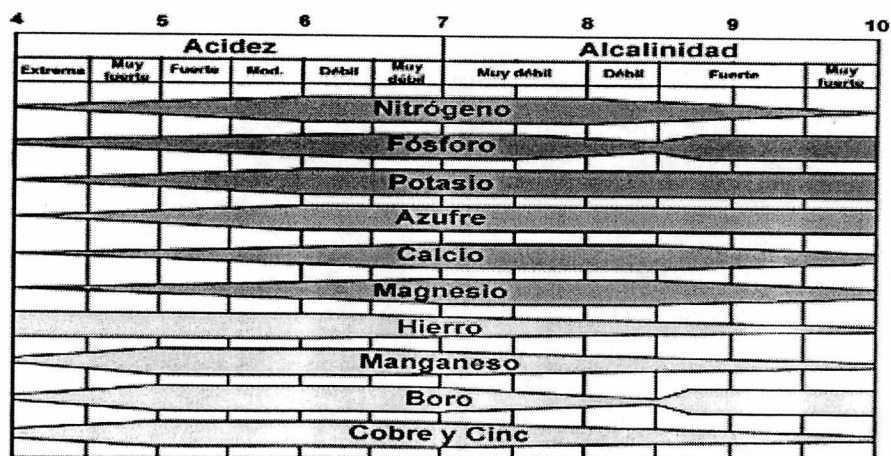 4 5 6 7 8 9 10
Acidez Alcalinidad
Extrema Muy fuerte Fuerte Mod. Débil Muy débil Muy débil Débil Fuerte Muy fuerte
Nitrógeno
Fósforo
Potasio
Azufre
Calcio
Magnesio
Hierro
Manganeso
Boro
Cobre y Cinc